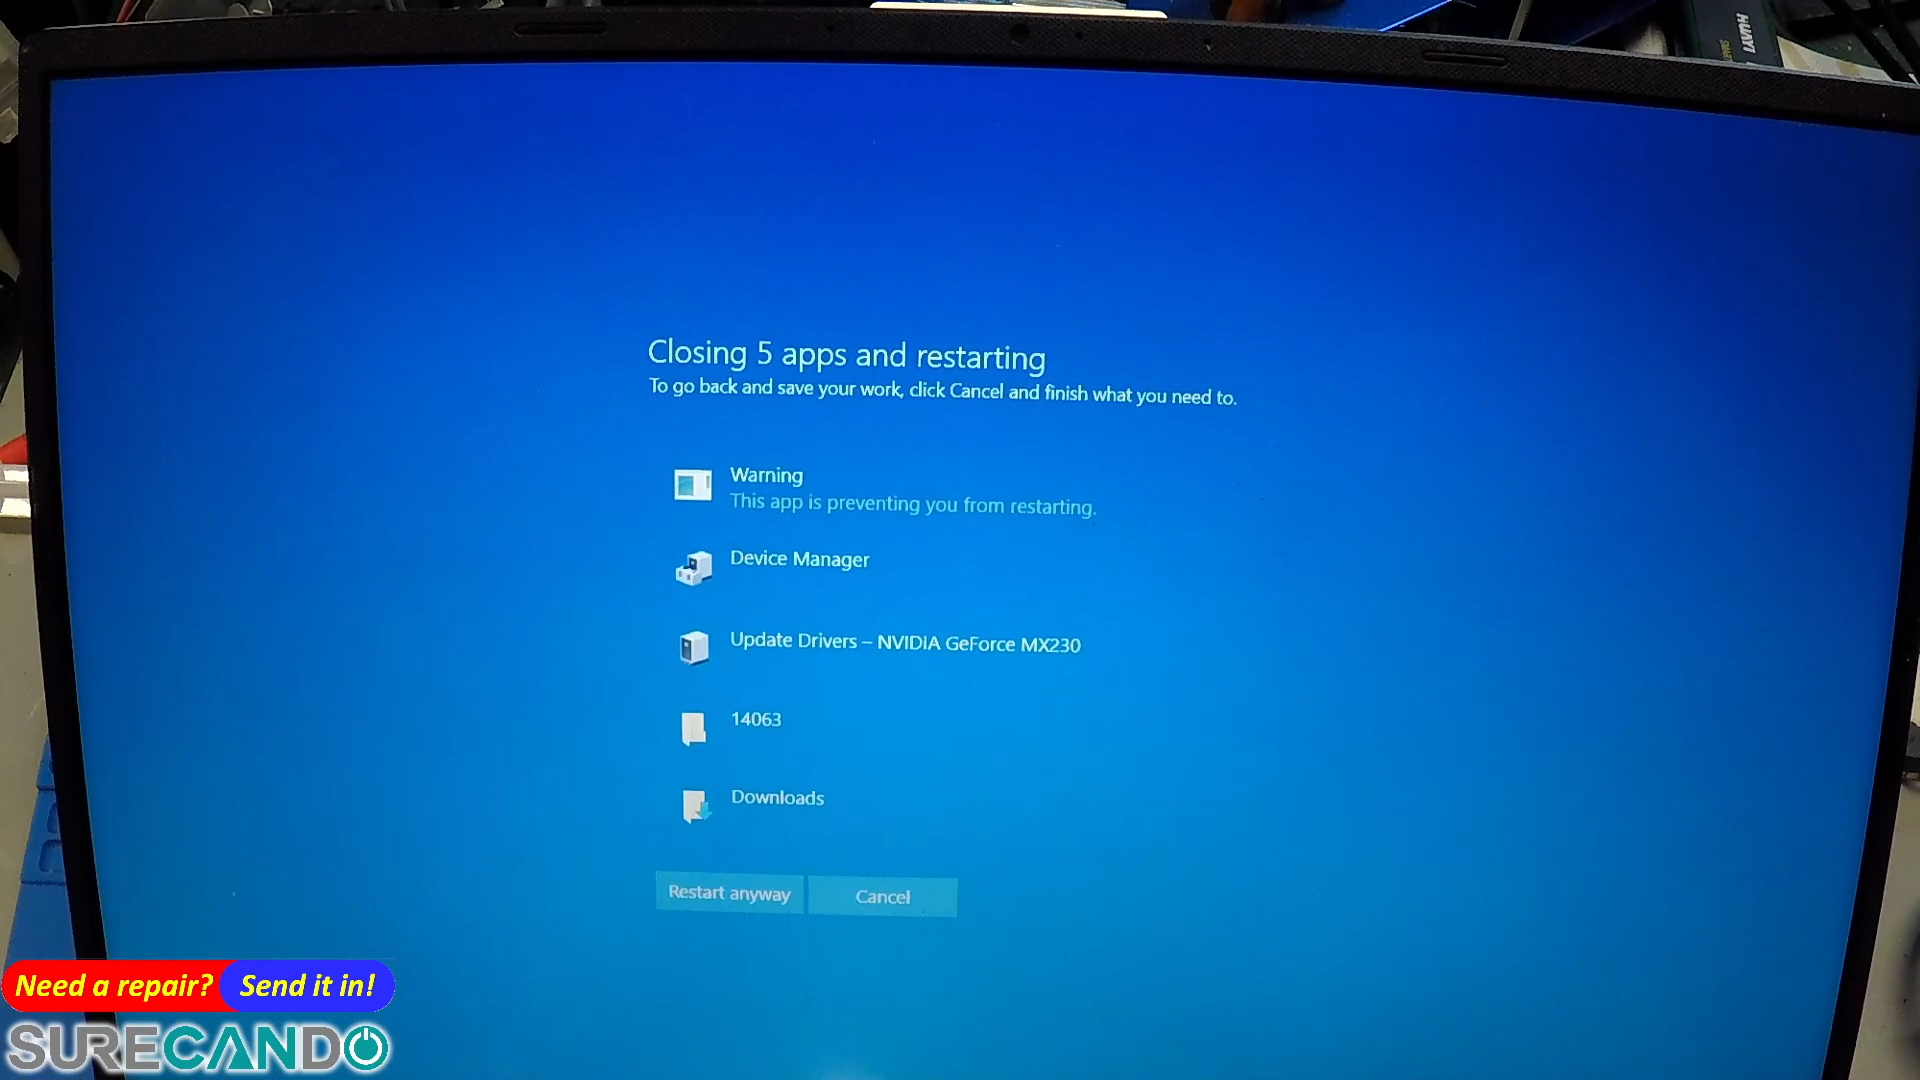 HUAYI
Closing 5 apps and restarting
To go back and save your work, click Cancel and finish what you need to.
Warning
This app is preventing you from restarting.
Device Manager
Update Drivers – NVIDIA GeForce MX230
14063
Downloads
Restart anyway
Cancel
Need a repair? Send it in!
SURECANDO